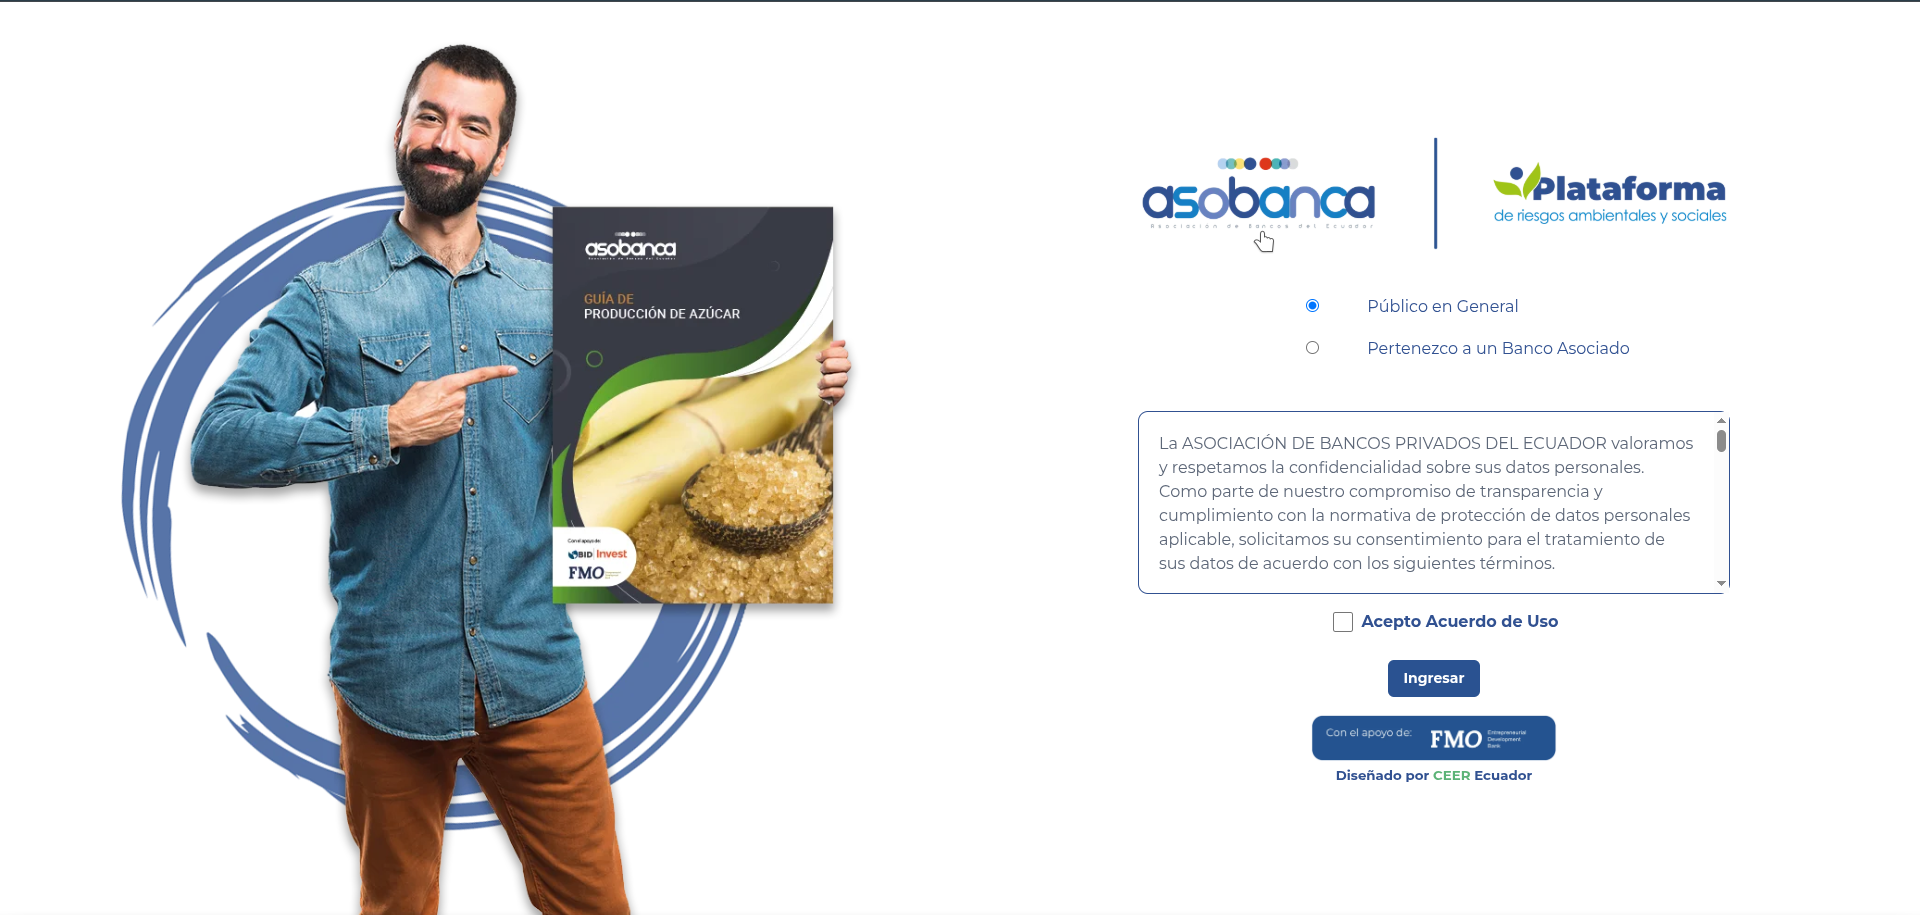 asobanca
Asociación de Bancos del Ecuador
GUÍA DE
PRODUCCIÓN DE AZÚCAR
Con el apoyo de:
BID Invest
FMO
asobanca
Asociación de Bancos del Ecuador
Plataforma
de riesgos ambientales y sociales
Público en General
Pertenezco a un Banco Asociado
La ASOCIACIÓN DE BANCOS PRIVADOS DEL ECUADOR valoramos
y respetamos la confidencialidad sobre sus datos personales.
Como parte de nuestro compromiso de transparencia y
cumplimiento con la normativa de protección de datos personales
aplicable, solicitamos su consentimiento para el tratamiento de
sus datos de acuerdo con los siguientes términos.
Acepto Acuerdo de Uso
Ingresar
Con el apoyo de:
FMO
Entrepreneurial
Development
Bank
Diseñado por CEER Ecuador